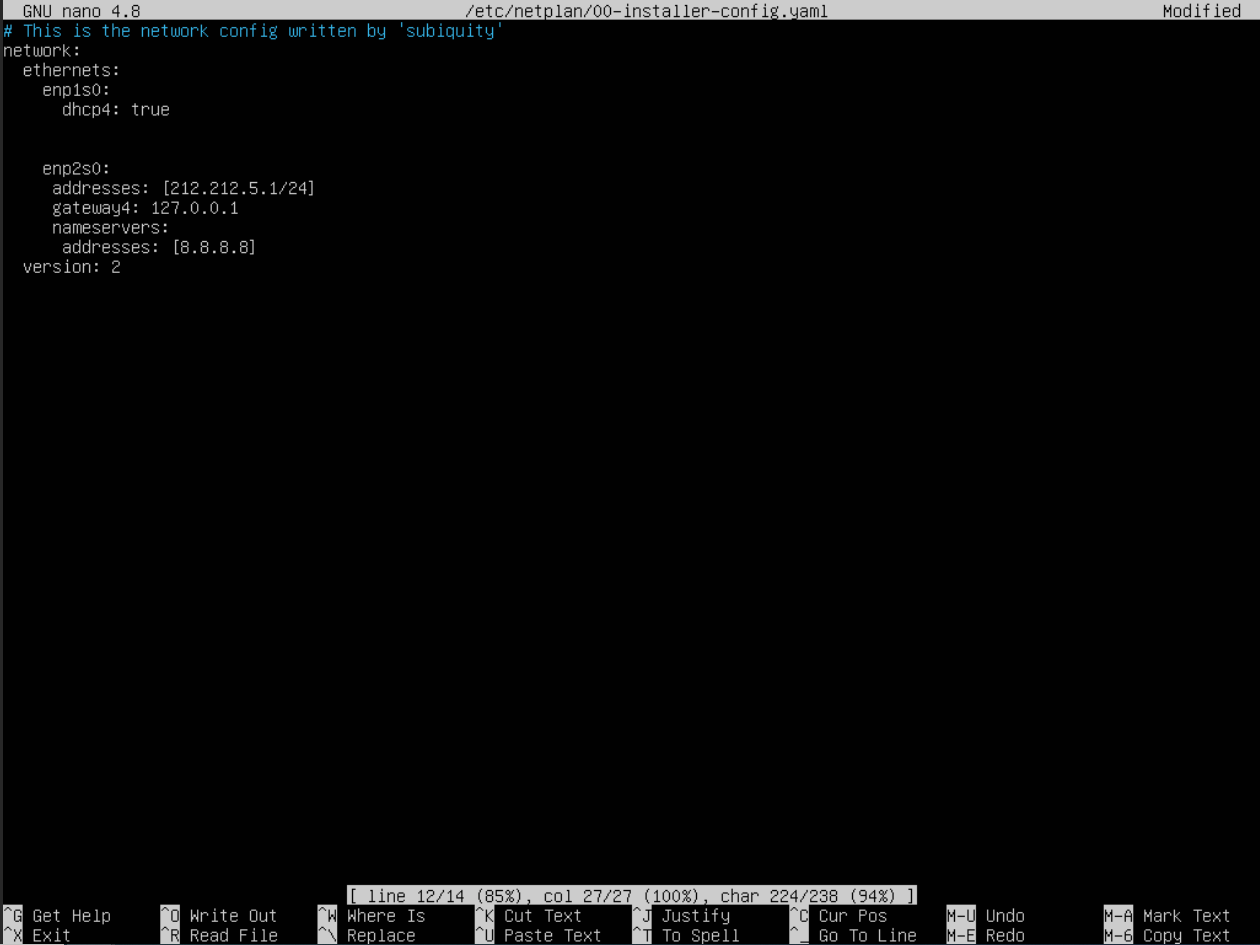 GNU nano 4.8 /etc/netplan/00-installer-config.yaml Modified
# This is the network config written by 'subiquity'
network:
  ethernets:
    enp1s0:
      dhcp4: true
    enp2s0:
     addresses: [212.212.5.1/24]
     gateway4: 127.0.0.1
     nameservers:
      addresses: [8.8.8.8]
  version: 2
[ line 12/14 (85%), col 27/27 (100%), char 224/238 (94%) ]
^G Get Help ^O Write Out ^W Where Is ^K Cut Text ^J Justify ^C Cur Pos M-U Undo M-A Mark Text
^X Exit ^R Read File ^\ Replace ^U Paste Text ^T To Spell ^_ Go To Line M-E Redo M-6 Copy Text